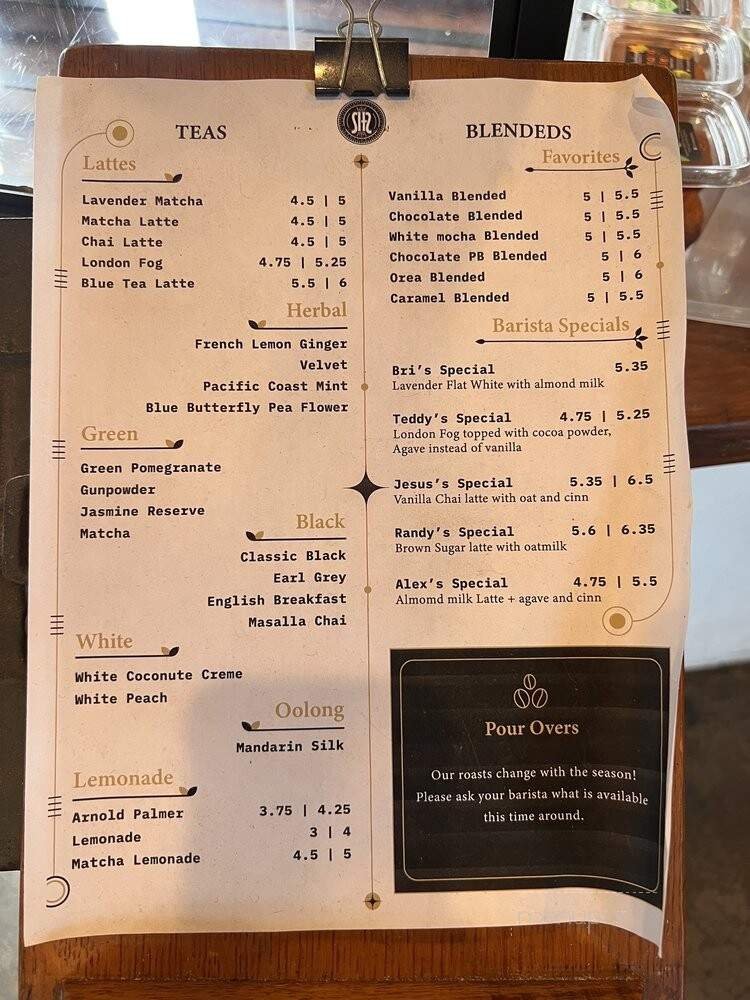 TEAS
Lattes
Lavender Matcha 4.5 | 5
Matcha Latte 4.5 | 5
Chai Latte 4.5 | 5
London Fog 4.75 | 5.25
Blue Tea Latte 5.5 | 6
Herbal
French Lemon Ginger
Velvet
Pacific Coast Mint
Blue Butterfly Pea Flower
Green
Green Pomegranate
Gunpowder
Jasmine Reserve
Matcha
Black
Classic Black
Earl Grey
English Breakfast
Masalla Chai
White
White Coconute Creme
White Peach
Oolong
Mandarin Silk
Lemonade
Arnold Palmer 3.75 | 4.25
Lemonade 3 | 4
Matcha Lemonade 4.5 | 5
BLENDEDS
Favorites
Vanilla Blended 5 | 5.5
Chocolate Blended 5 | 5.5
White mocha Blended 5 | 5.5
Chocolate PB Blended 5 | 6
Orea Blended 5 | 6
Caramel Blended 5 | 5.5
Barista Specials
Bri's Special 5.35
Lavender Flat White with almond milk
Teddy's Special 4.75 | 5.25
London Fog topped with cocoa powder,
Agave instead of vanilla
Jesus's Special 5.35 | 6.5
Vanilla Chai latte with oat and cinn
Randy's Special 5.6 | 6.35
Brown Sugar latte with oatmilk
Alex's Special 4.75 | 5.5
Almomd milk Latte + agave and cinn
Pour Overs
Our roasts change with the season!
Please ask your barista what is available
this time around.